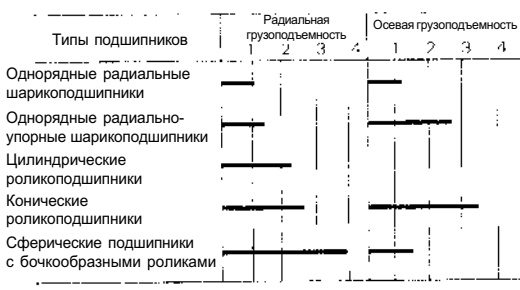 Типы подшипников
Радиальная
грузоподъемность
Осевая грузоподъемность
1 2 3 4 1 2 3 4
Однорядные радиальные
шарикоподшипники
Однорядные радиально-
упорные шарикоподшипники
Цилиндрические
роликоподшипники
Конические
роликоподшипники
Сферические подшипники
с бочкообразными роликами